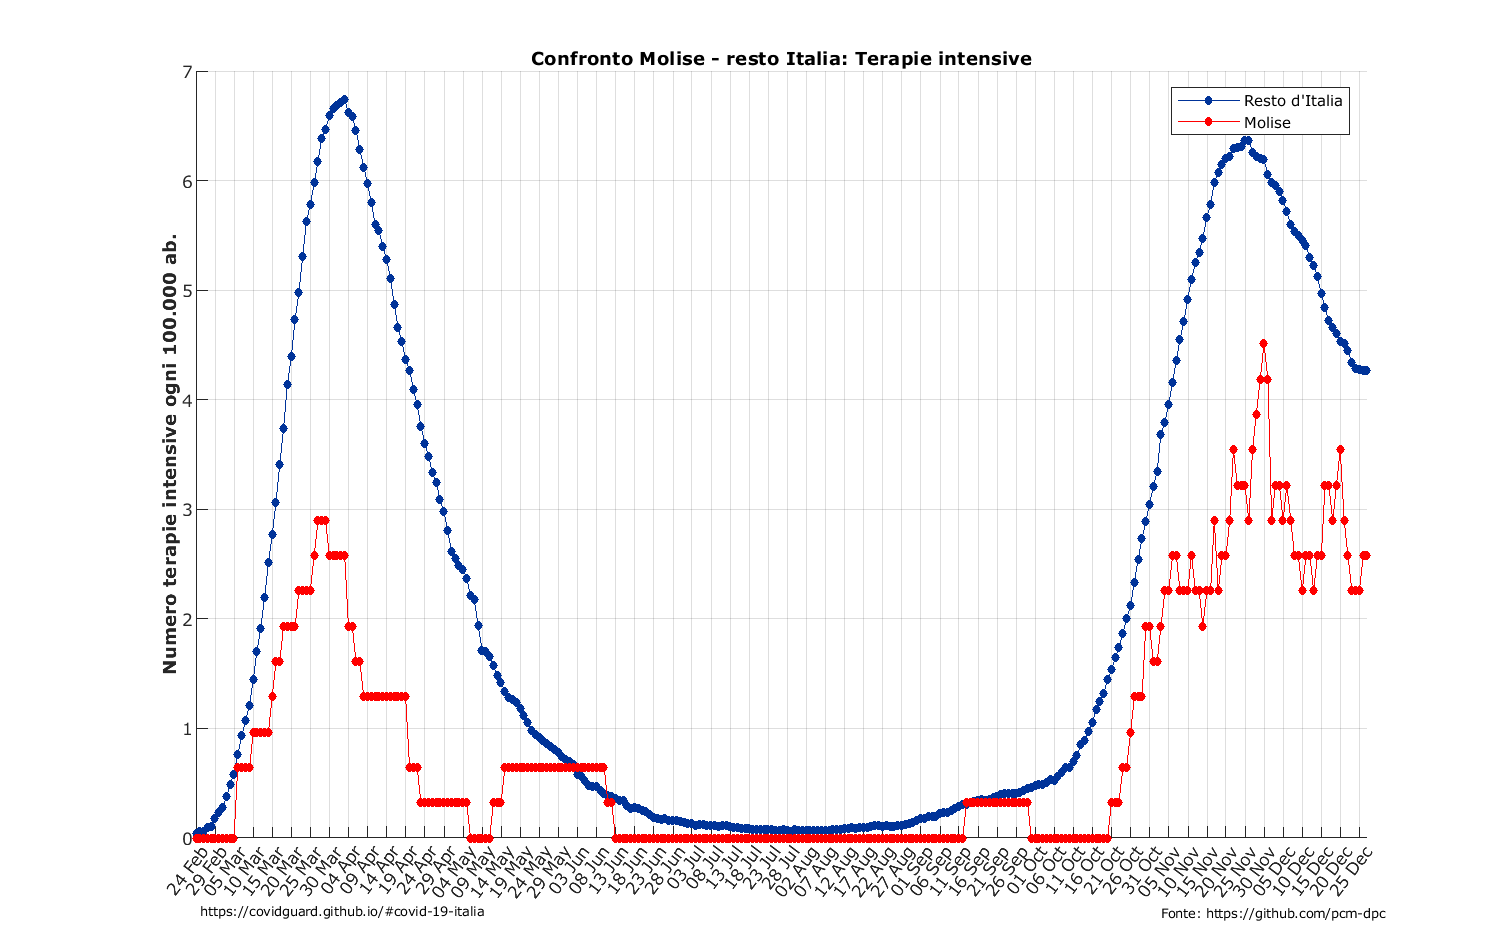 Confronto Molise - resto Italia: Terapie intensive
Resto d'Italia
Molise
Numero terapie intensive ogni 100.000 ab.
7
6
5
4
3
2
1
0
24 Feb
29 Feb
05 Mar
10 Mar
15 Mar
20 Mar
25 Mar
30 Mar
04 Apr
09 Apr
14 Apr
19 Apr
24 Apr
29 Apr
04 May
09 May
14 May
19 May
24 May
29 May
03 Jun
08 Jun
13 Jun
18 Jun
23 Jun
28 Jun
03 Jul
08 Jul
13 Jul
18 Jul
23 Jul
28 Jul
02 Aug
07 Aug
12 Aug
17 Aug
22 Aug
27 Aug
01 Sep
06 Sep
11 Sep
16 Sep
21 Sep
26 Sep
01 Oct
06 Oct
11 Oct
16 Oct
21 Oct
26 Oct
31 Oct
05 Nov
10 Nov
15 Nov
20 Nov
25 Nov
30 Nov
05 Dec
10 Dec
15 Dec
20 Dec
25 Dec
https://covidguard.github.io/#covid-19-italia
Fonte: https://github.com/pcm-dpc